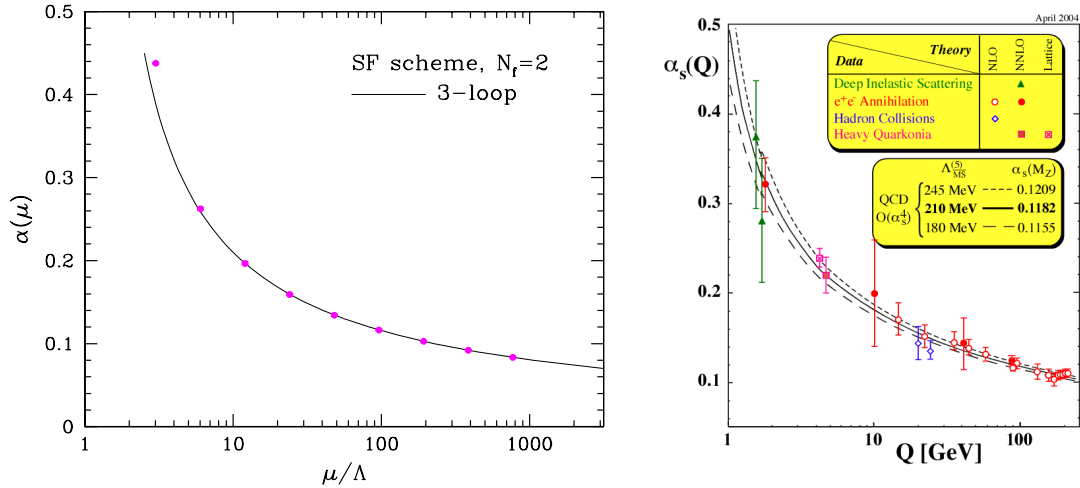 0.5
0.4
0.3
0.2
0.1
0
α(μ)
SF scheme, N_f=2
3-loop
1 10 100 1000
μ/Λ
April 2004
0.5
0.4
0.3
0.2
0.1
α_s(Q)
Theory
Data
NLO
NNLO
Lattice
Deep Inelastic Scattering
e⁺e⁻ Annihilation
Hadron Collisions
Heavy Quarkonia
Λ_MS^(5) α_s(M_Z)
QCD
O(α_s^4)
245 MeV 0.1209
210 MeV 0.1182
180 MeV 0.1155
1 10 100
Q [GeV]